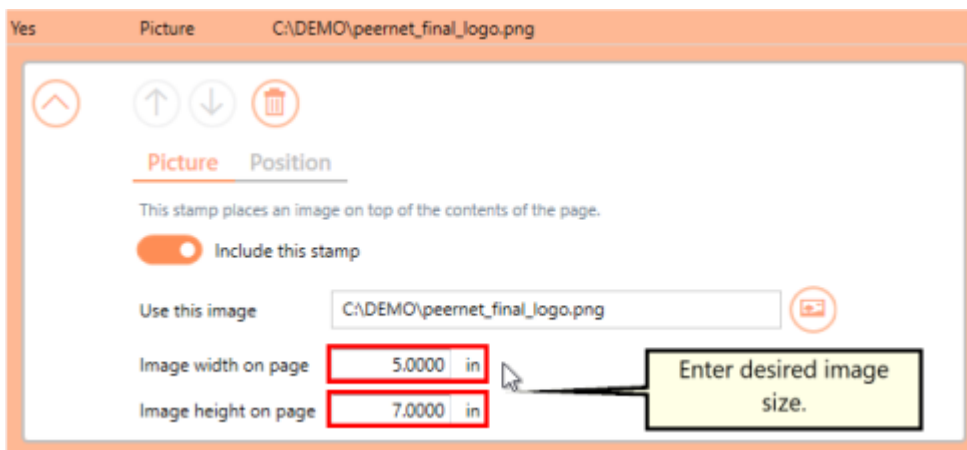 Yes Picture C:\DEMO\peernet_final_logo.png
Picture Position
This stamp places an image on top of the contents of the page.
Include this stamp
Use this image C:\DEMO\peernet_final_logo.png
Image width on page 5.0000 in
Image height on page 7.0000 in
Enter desired image
size.